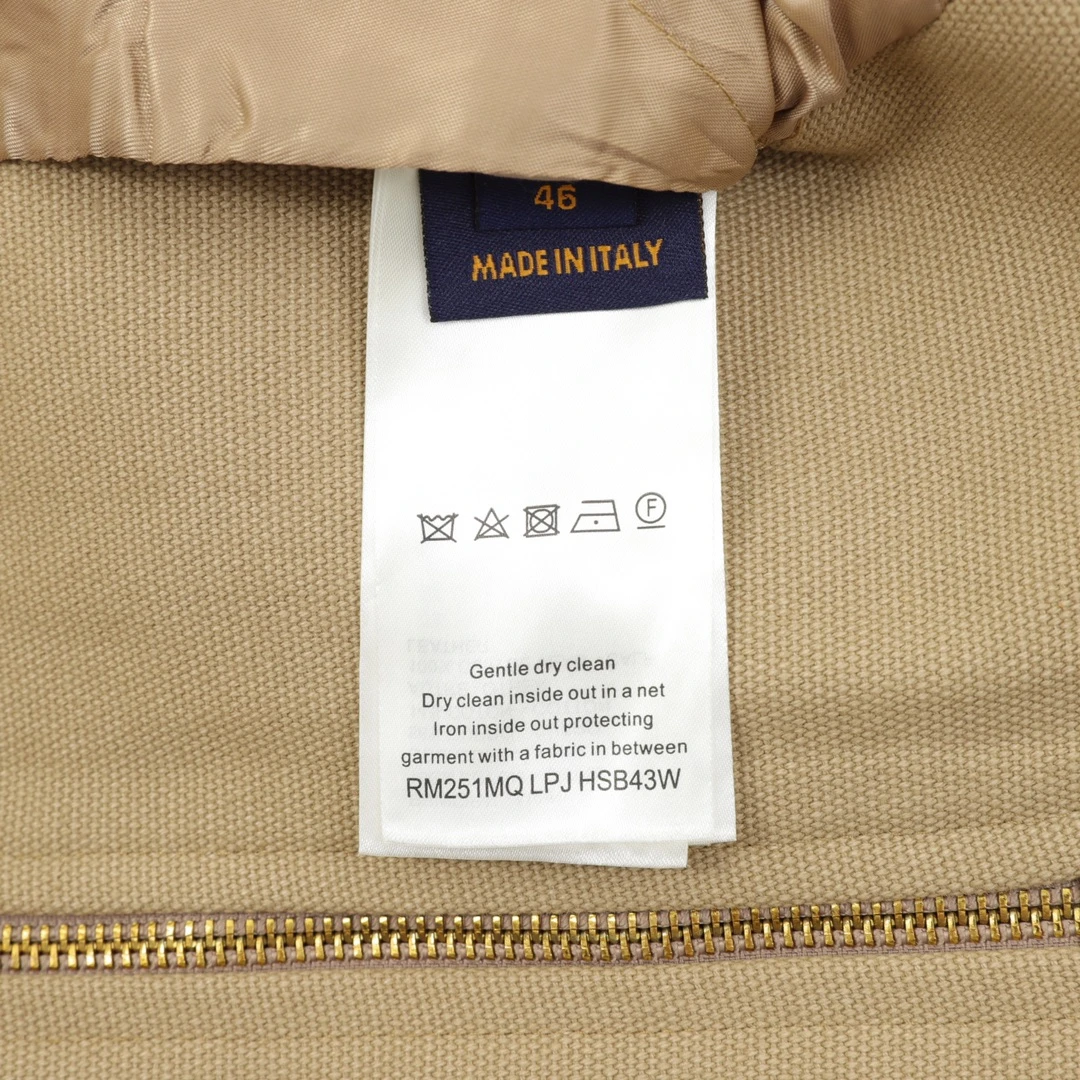 46
MADE IN ITALY
F
Gentle dry clean
Dry clean inside out in a net
Iron inside out protecting
garment with a fabric in between
RM251MQ LPJ HSB43W